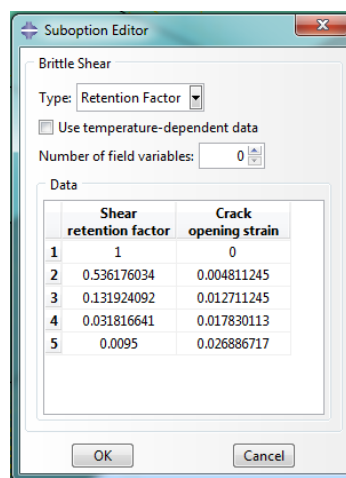 Suboption Editor
Brittle Shear
Type: Retention Factor
Use temperature-dependent data
Number of field variables: 0
Data
Shear retention factor Crack opening strain
1 1 0
2 0.536176034 0.004811245
3 0.131924092 0.012711245
4 0.031816641 0.017830113
5 0.0095 0.026886717
OK Cancel